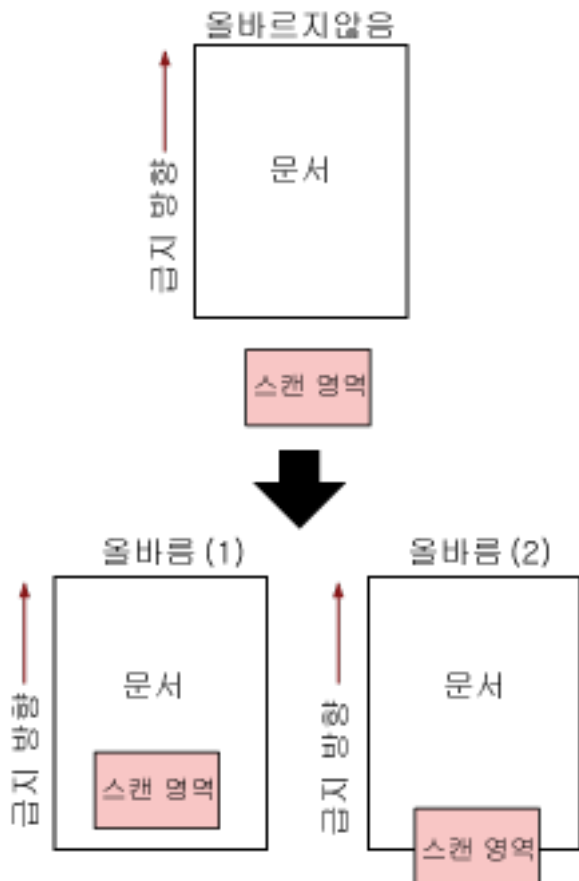 올바르지않음
문서
급지 방향
스캔 영역
올바름 (1)
올바름 (2)
문서
급지 방향
스캔 영역
문서
급지 방향
스캔 영역